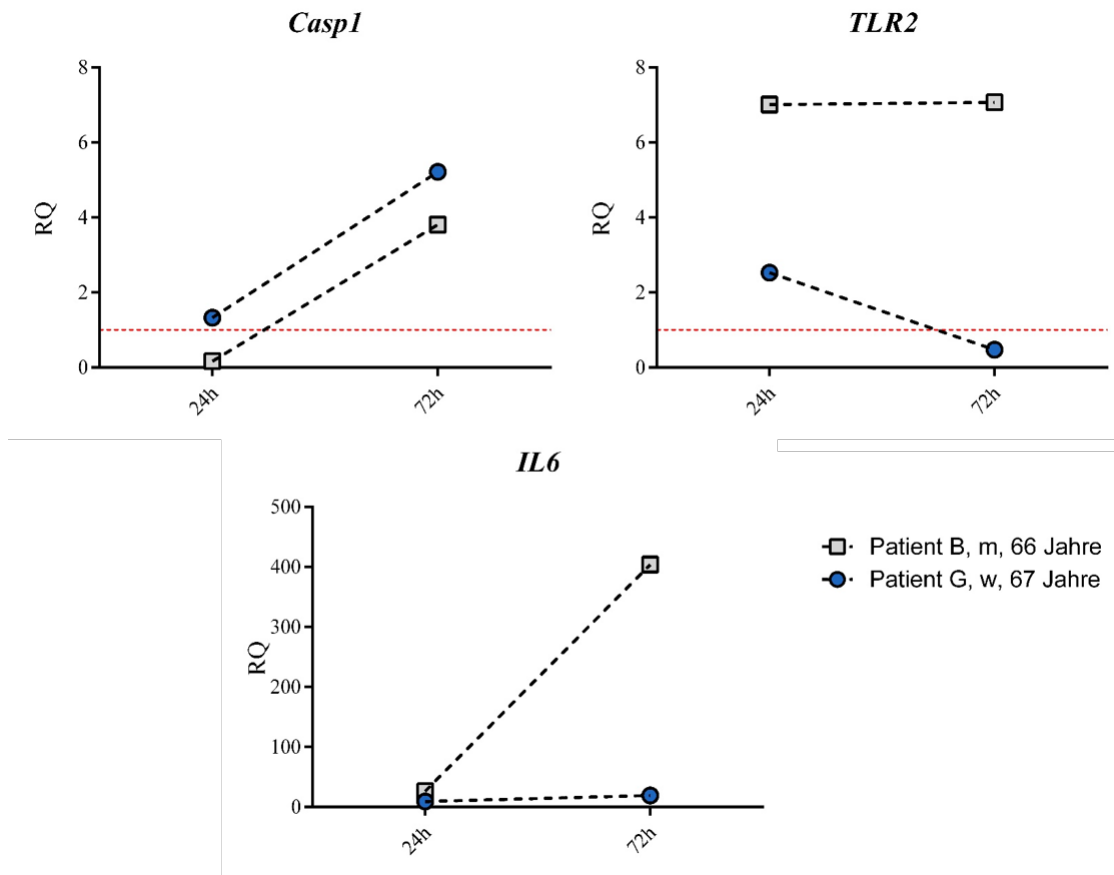 Casp1
8
6
4
2
0
RQ
24h
72h
TLR2
8
6
4
2
0
RQ
24h
72h
IL6
500
400
300
200
100
0
RQ
24h
72h
Patient B, m, 66 Jahre
Patient G, w, 67 Jahre